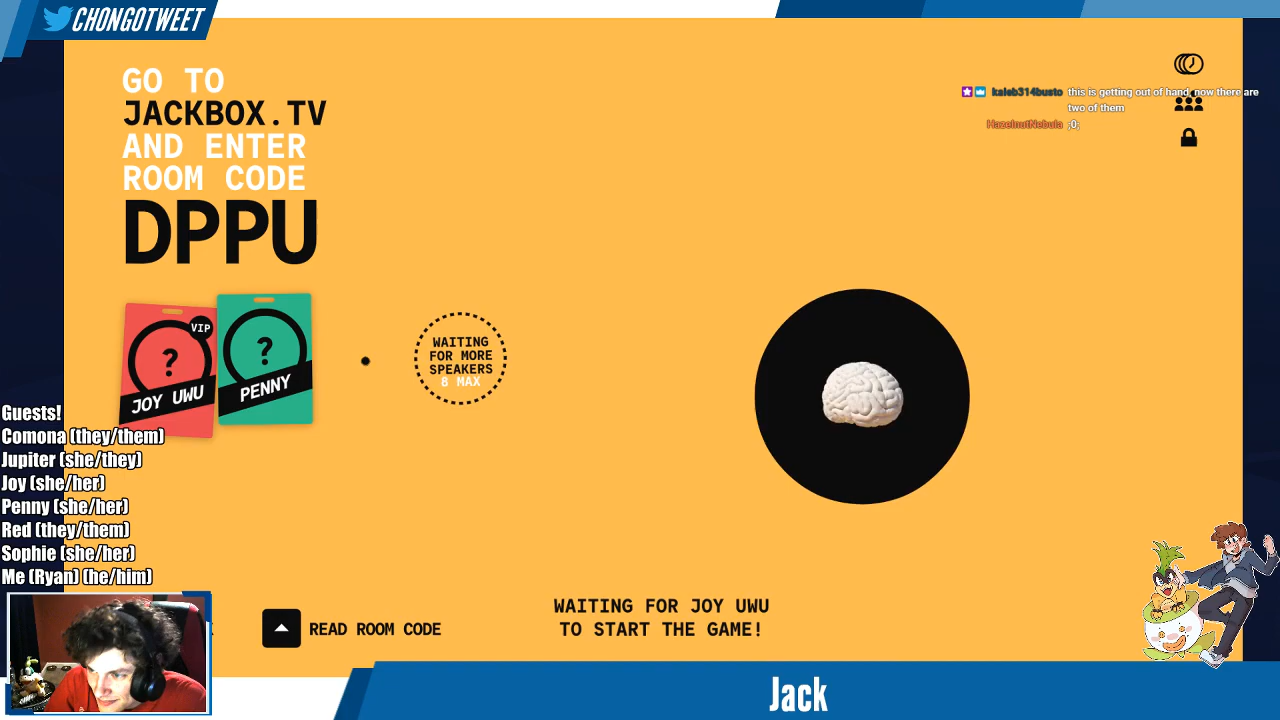 CHONGOTWEET
GO TO
JACKBOX.TV
AND ENTER
ROOM CODE
DPPU
kaleb314busto this is getting out of hand, now there are
two of them
HazelnutNebula ;0;
VIP
?
JOY UWU
?
PENNY
WAITING
FOR MORE
SPEAKERS
8 MAX
Guests!
Comona (they/them)
Jupiter (she/they)
Joy (she/her)
Penny (she/her)
Red (they/them)
Sophie (she/her)
Me (Ryan) (he/him)
READ ROOM CODE
WAITING FOR JOY UWU
TO START THE GAME!
Jack